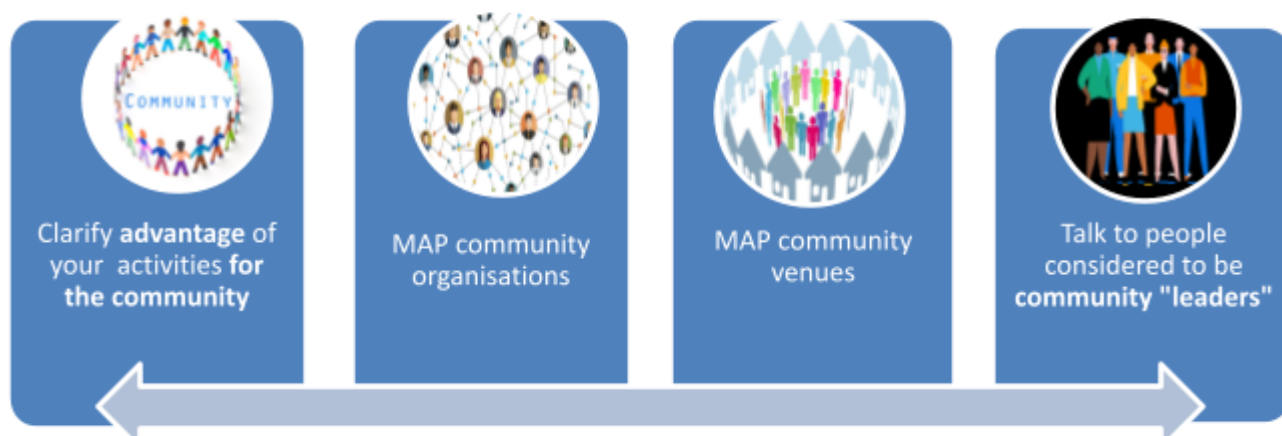 COMMUNITY
Clarify advantage of
your activities for
the community
MAP community
organisations
MAP community
venues
Talk to people
considered to be
community "leaders"